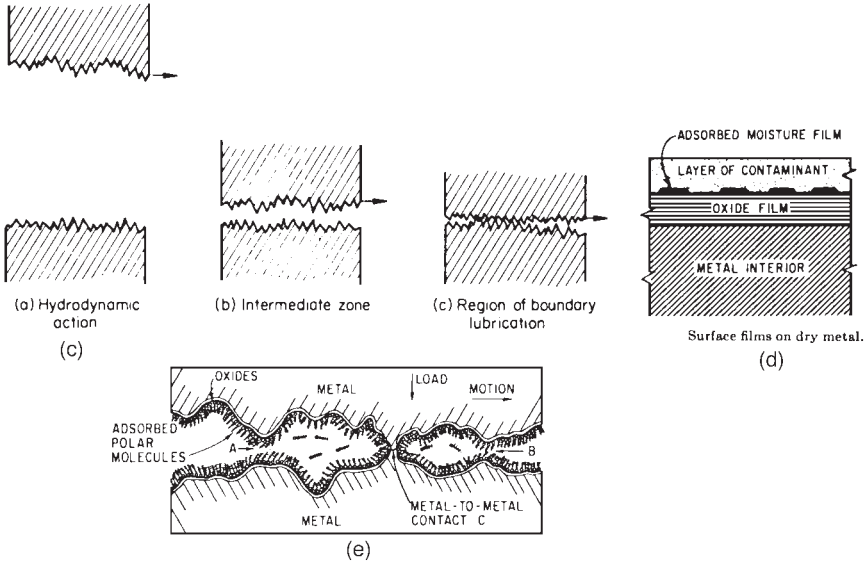 (a) Hydrodynamic
action
(c)
(b) Intermediate zone
(c) Region of boundary
lubrication
ADSORBED MOISTURE FILM
LAYER OF CONTAMINANT
OXIDE FILM
METAL INTERIOR
Surface films on dry metal.
(d)
OXIDES
METAL
LOAD
MOTION
ADSORBED
POLAR
MOLECULES
A
B
METAL
METAL-TO-METAL
CONTACT C
(e)